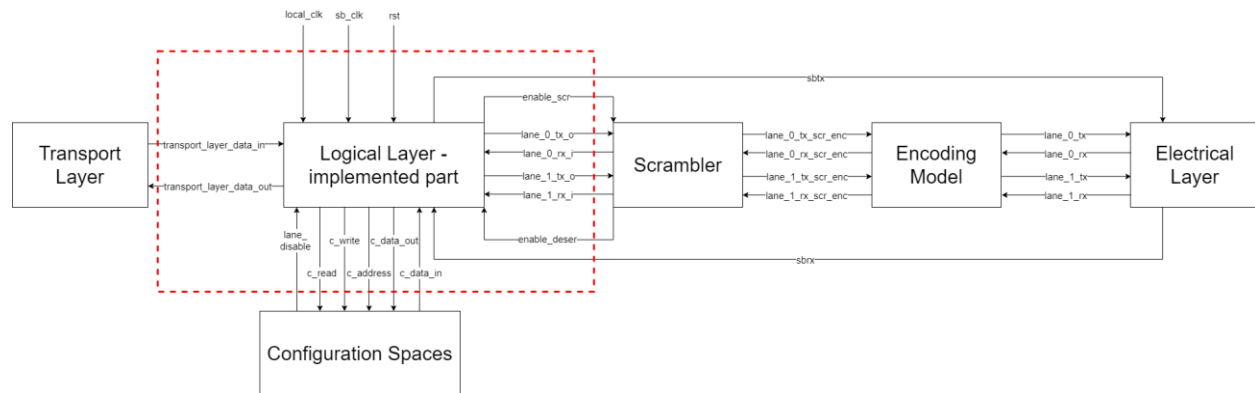 local_clk
sb_clk
rst
sbtx
enable_scr
Transport
Layer
transport_layer_data_in
transport_layer_data_out
Logical Layer -
implemented part
lane_0_tx_o
lane_0_rx_i
lane_1_tx_o
lane_1_rx_i
Scrambler
lane_0_tx_scr_enc
lane_0_rx_scr_enc
lane_1_tx_scr_enc
lane_1_rx_scr_enc
Encoding
Model
lane_0_tx
lane_0_rx
lane_1_tx
lane_1_rx
Electrical
Layer
enable_deser
sbrx
lane_
disable
c_read
c_write
c_address
c_data_out
c_data_in
Configuration Spaces